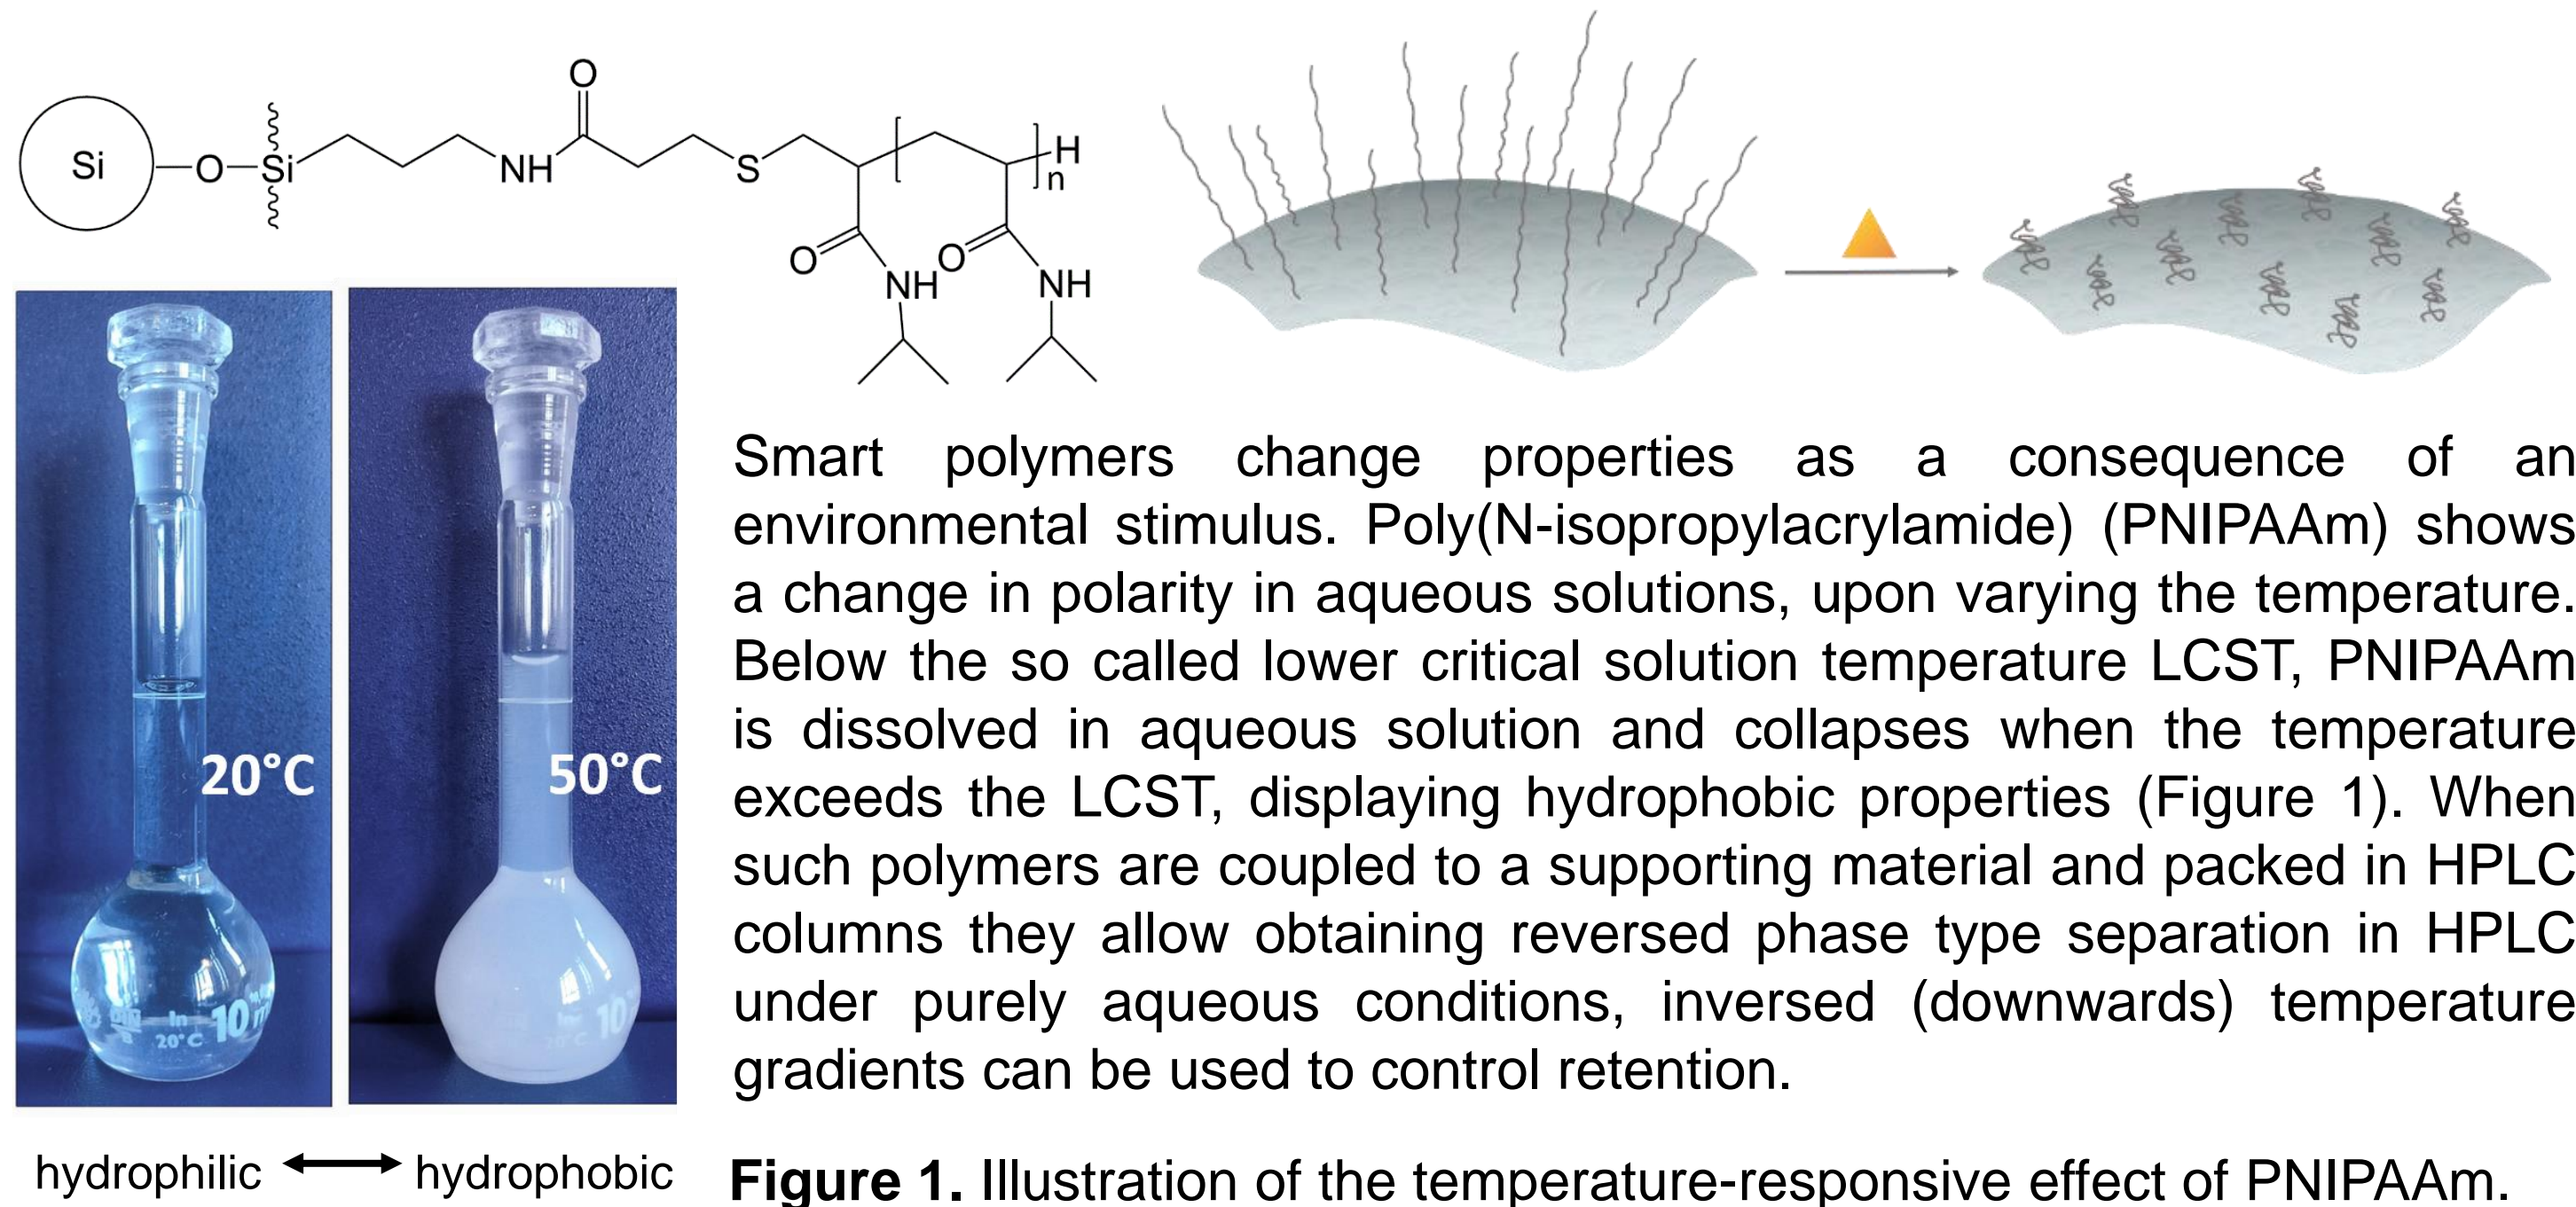 O
Si
O
Si
NH
S
H
n
O
O
NH
NH
20°C
50°C
In
20°C
10
10
hydrophilic
hydrophobic
Smart polymers change properties as a consequence of an
environmental stimulus. Poly(N-isopropylacrylamide) (PNIPAAm) shows
a change in polarity in aqueous solutions, upon varying the temperature.
Below the so called lower critical solution temperature LCST, PNIPAAm
is dissolved in aqueous solution and collapses when the temperature
exceeds the LCST, displaying hydrophobic properties (Figure 1). When
such polymers are coupled to a supporting material and packed in HPLC
columns they allow obtaining reversed phase type separation in HPLC
under purely aqueous conditions, inversed (downwards) temperature
gradients can be used to control retention.
Figure 1. Illustration of the temperature-responsive effect of PNIPAAm.